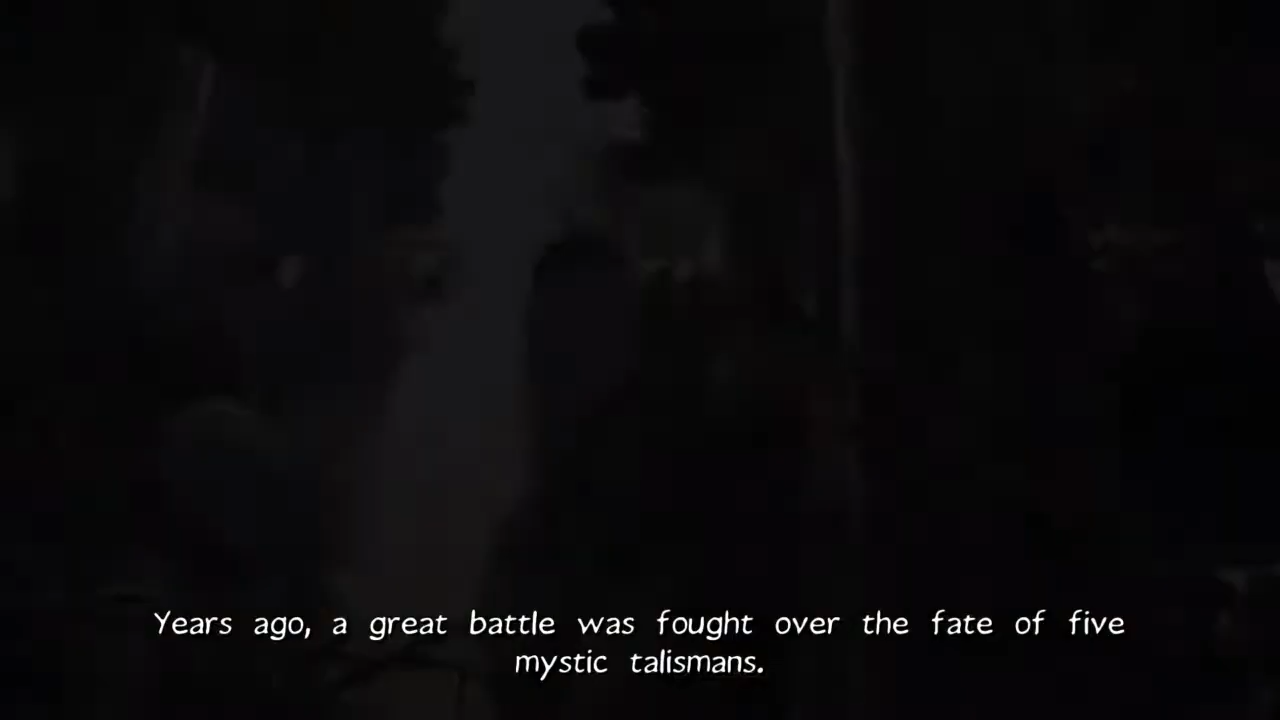 Years ago, a great battle was fought over the fate of five
mystic talismans.